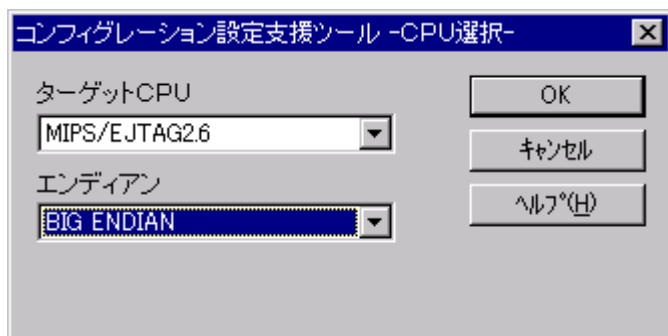 コンフィグレーション設定支援ツール -CPU選択-
ターゲットCPU
MIPS/EJTAG2.6
エンディアン
BIG ENDIAN
OK
キャンセル
ヘルプ(H)